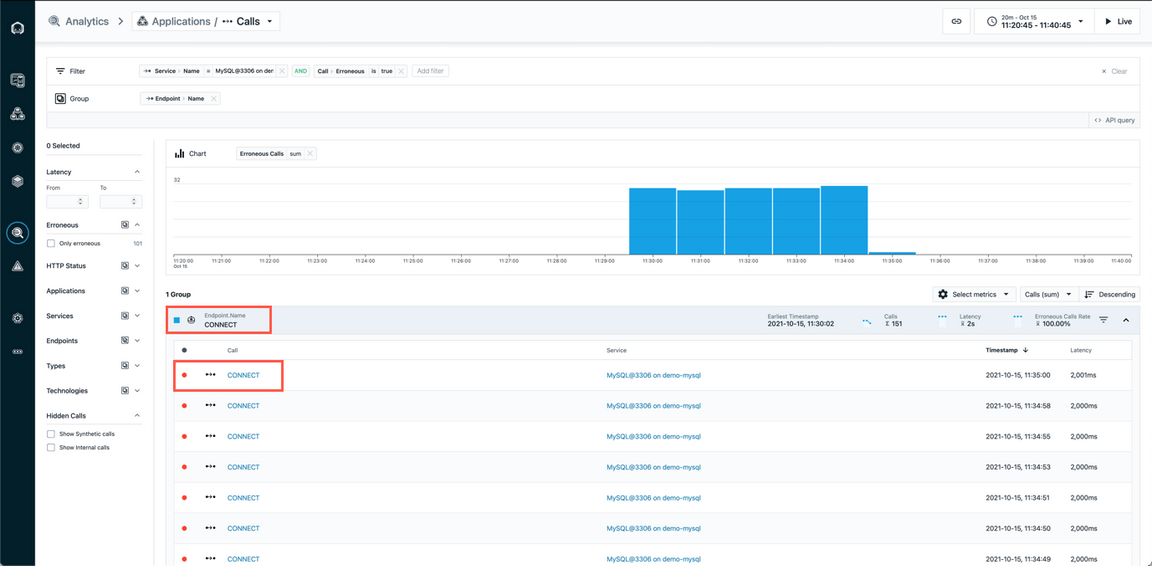 Analytics > Applications / Calls
20m - Oct 15
11:20:45 - 11:40:45
Live
Filter
Service › Name = MySQL@3306 on der
AND
Call › Erroneous is true
Add filter
× Clear
Group
Endpoint › Name
<> API query
0 Selected
Latency
From To
Erroneous
Only erroneous 101
HTTP Status
Applications
Services
Endpoints
Types
Technologies
Hidden Calls
Show Synthetic calls
Show Internal calls
Chart
Erroneous Calls sum
32
11:20:00 11:21:00 11:22:00 11:23:00 11:24:00 11:25:00 11:26:00 11:27:00 11:28:00 11:29:00 11:30:00 11:31:00 11:32:00 11:33:00 11:34:00 11:35:00 11:36:00 11:37:00 11:38:00 11:39:00 11:40:00
Oct 15
1 Group
Select metrics
Calls (sum)
Descending
Endpoint.Name
CONNECT
Earliest Timestamp
2021-10-15, 11:30:02
Calls
Σ 151
Latency
2s
Erroneous Calls Rate
100.00%
Call Service Timestamp Latency
CONNECT MySQL@3306 on demo-mysql 2021-10-15, 11:35:00 2,001ms
CONNECT MySQL@3306 on demo-mysql 2021-10-15, 11:34:58 2,000ms
CONNECT MySQL@3306 on demo-mysql 2021-10-15, 11:34:55 2,000ms
CONNECT MySQL@3306 on demo-mysql 2021-10-15, 11:34:53 2,000ms
CONNECT MySQL@3306 on demo-mysql 2021-10-15, 11:34:51 2,000ms
CONNECT MySQL@3306 on demo-mysql 2021-10-15, 11:34:50 2,000ms
CONNECT MySQL@3306 on demo-mysql 2021-10-15, 11:34:49 2,000ms